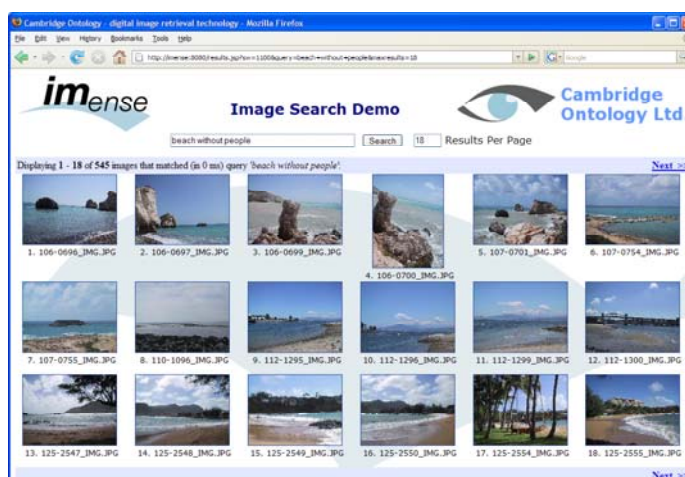 Cambridge Ontology - digital image retrieval technology - Mozilla Firefox
File Edit View History Bookmarks Tools Help
Google
imense
Image Search Demo
Cambridge
Ontology Ltd
beach without people Search 18 Results Per Page
Displaying 1 - 18 of 545 images that matched (in 0 ms) query 'beach without people'. Next >>
1. 106-0696_IMG.JPG 2. 106-0697_IMG.JPG 3. 106-0699_IMG.JPG 4. 106-0700_IMG.JPG 5. 107-0701_IMG.JPG 6. 107-0754_IMG.JPG
7. 107-0755_IMG.JPG 8. 110-1096_IMG.JPG 9. 112-1295_IMG.JPG 10. 112-1296_IMG.JPG 11. 112-1299_IMG.JPG 12. 112-1300_IMG.JPG
13. 125-2547_IMG.JPG 14. 125-2548_IMG.JPG 15. 125-2549_IMG.JPG 16. 125-2550_IMG.JPG 17. 125-2554_IMG.JPG 18. 125-2555_IMG.JPG
Next >>